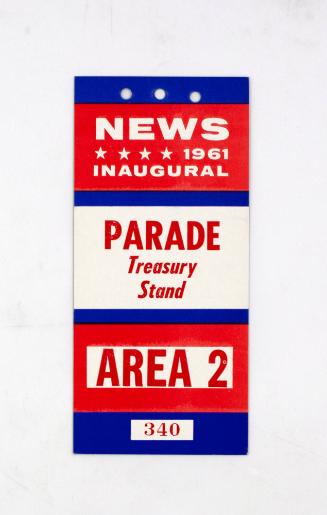 NEWS
★ ★ ★ ★ 1961
INAUGURAL
PARADE
Treasury
Stand
AREA 2
340